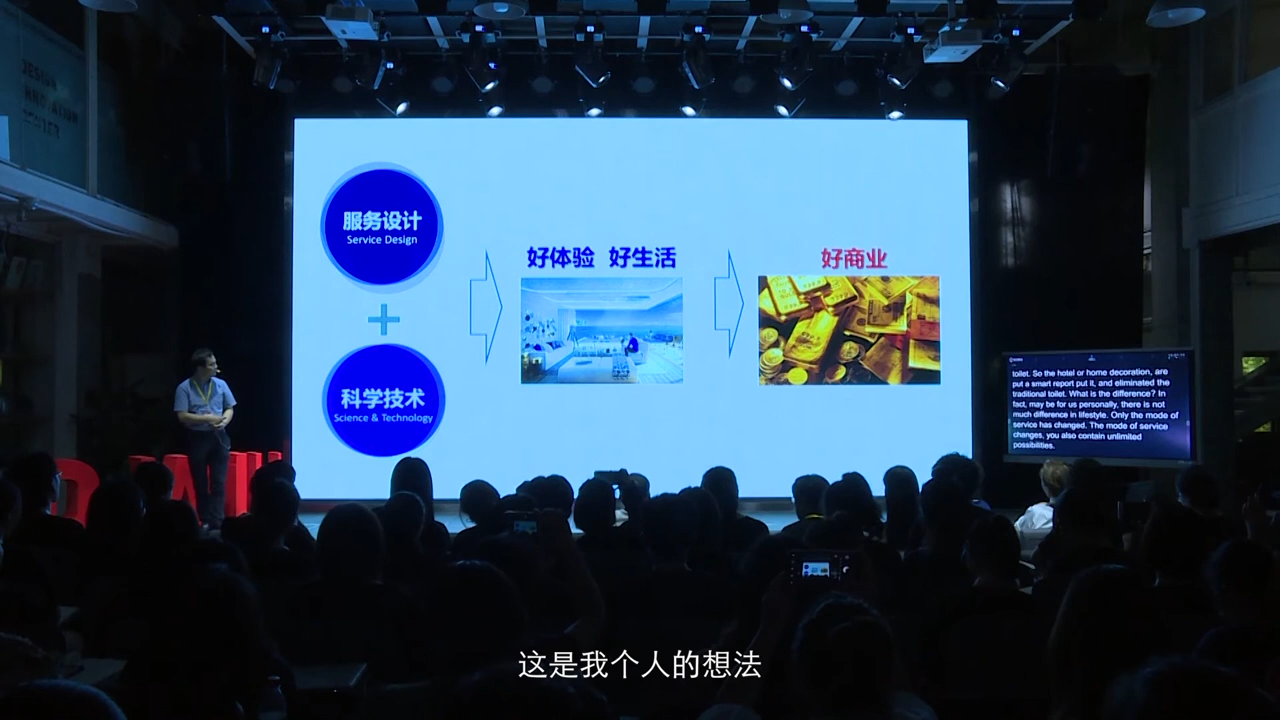 DESIGN
INNOVATION
CENTER
服务设计
Service Design
+
科学技术
Science & Technology
好体验 好生活
好商业
toilet. So the hotel or home decoration, are
put a smart report put it, and eliminated the
traditional toilet. What is the difference? In
fact, may be for us personally, there is not
much difference in lifestyle. Only the mode of
service has changed. The mode of service
changes, you also contain unlimited
possibilities.
这是我个人的想法